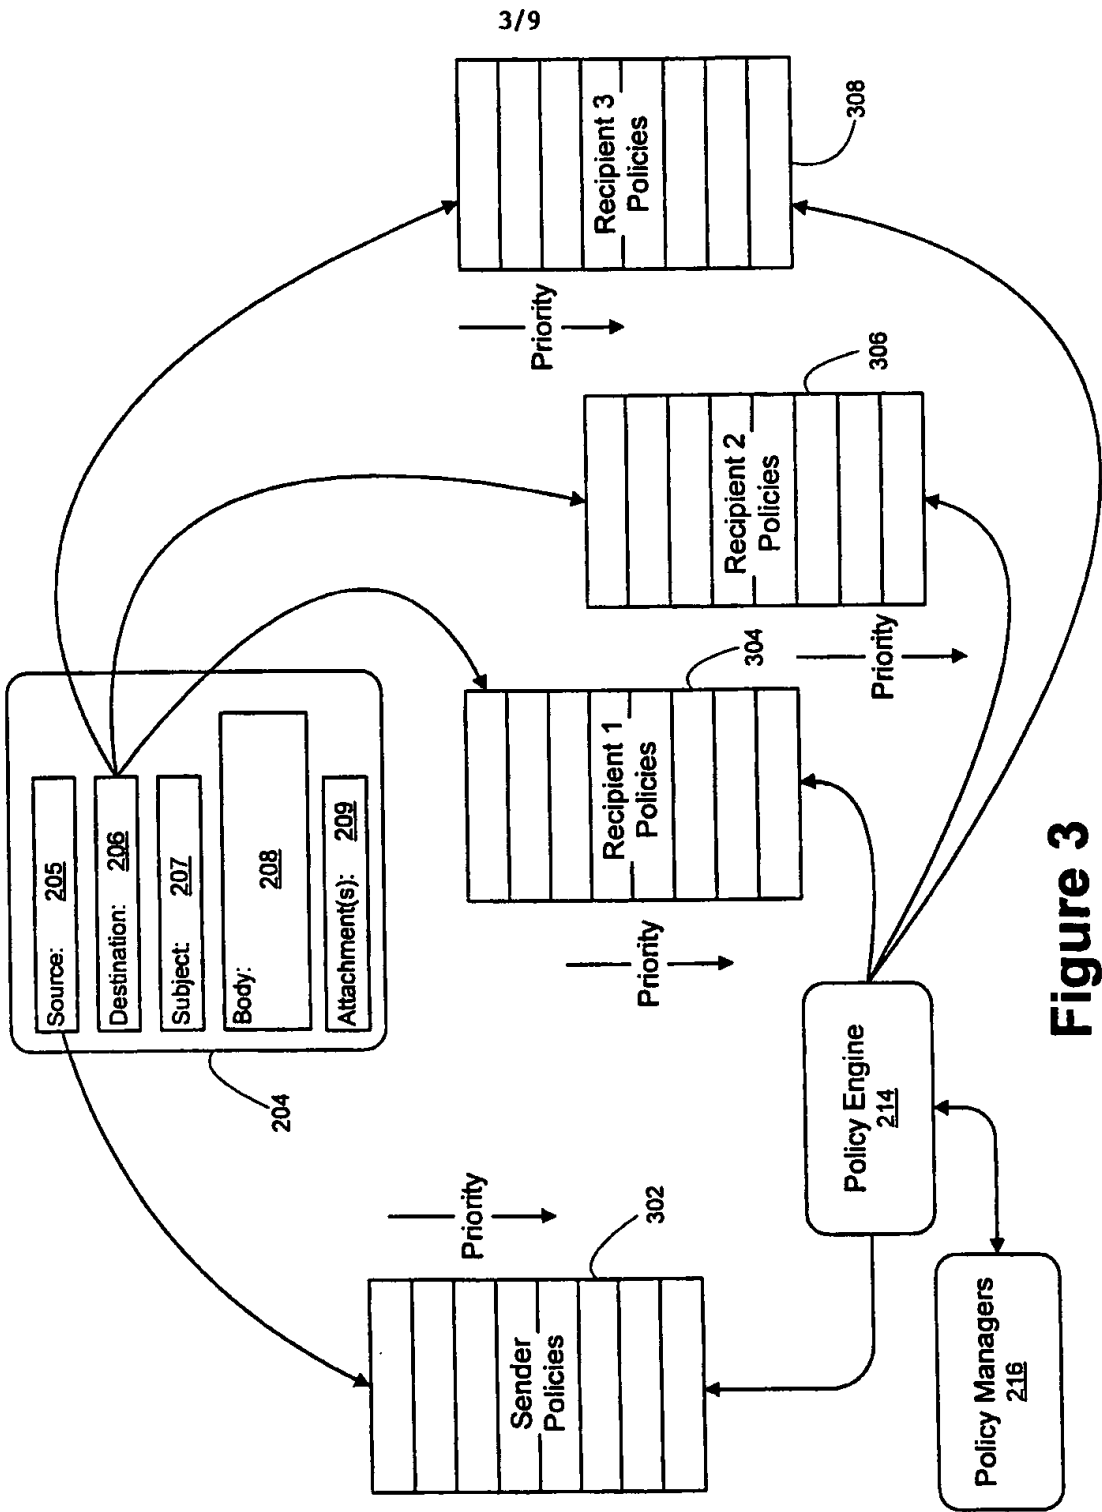 3/9
Source: 205
Destination: 206
Subject: 207
Body:
208
Attachment(s): 209
204
Sender
Policies
Priority
302
Recipient 1
Policies
Priority
304
Recipient 2
Policies
Priority
306
Recipient 3
Policies
Priority
308
Policy Engine
214
Policy Managers
216
Figure 3